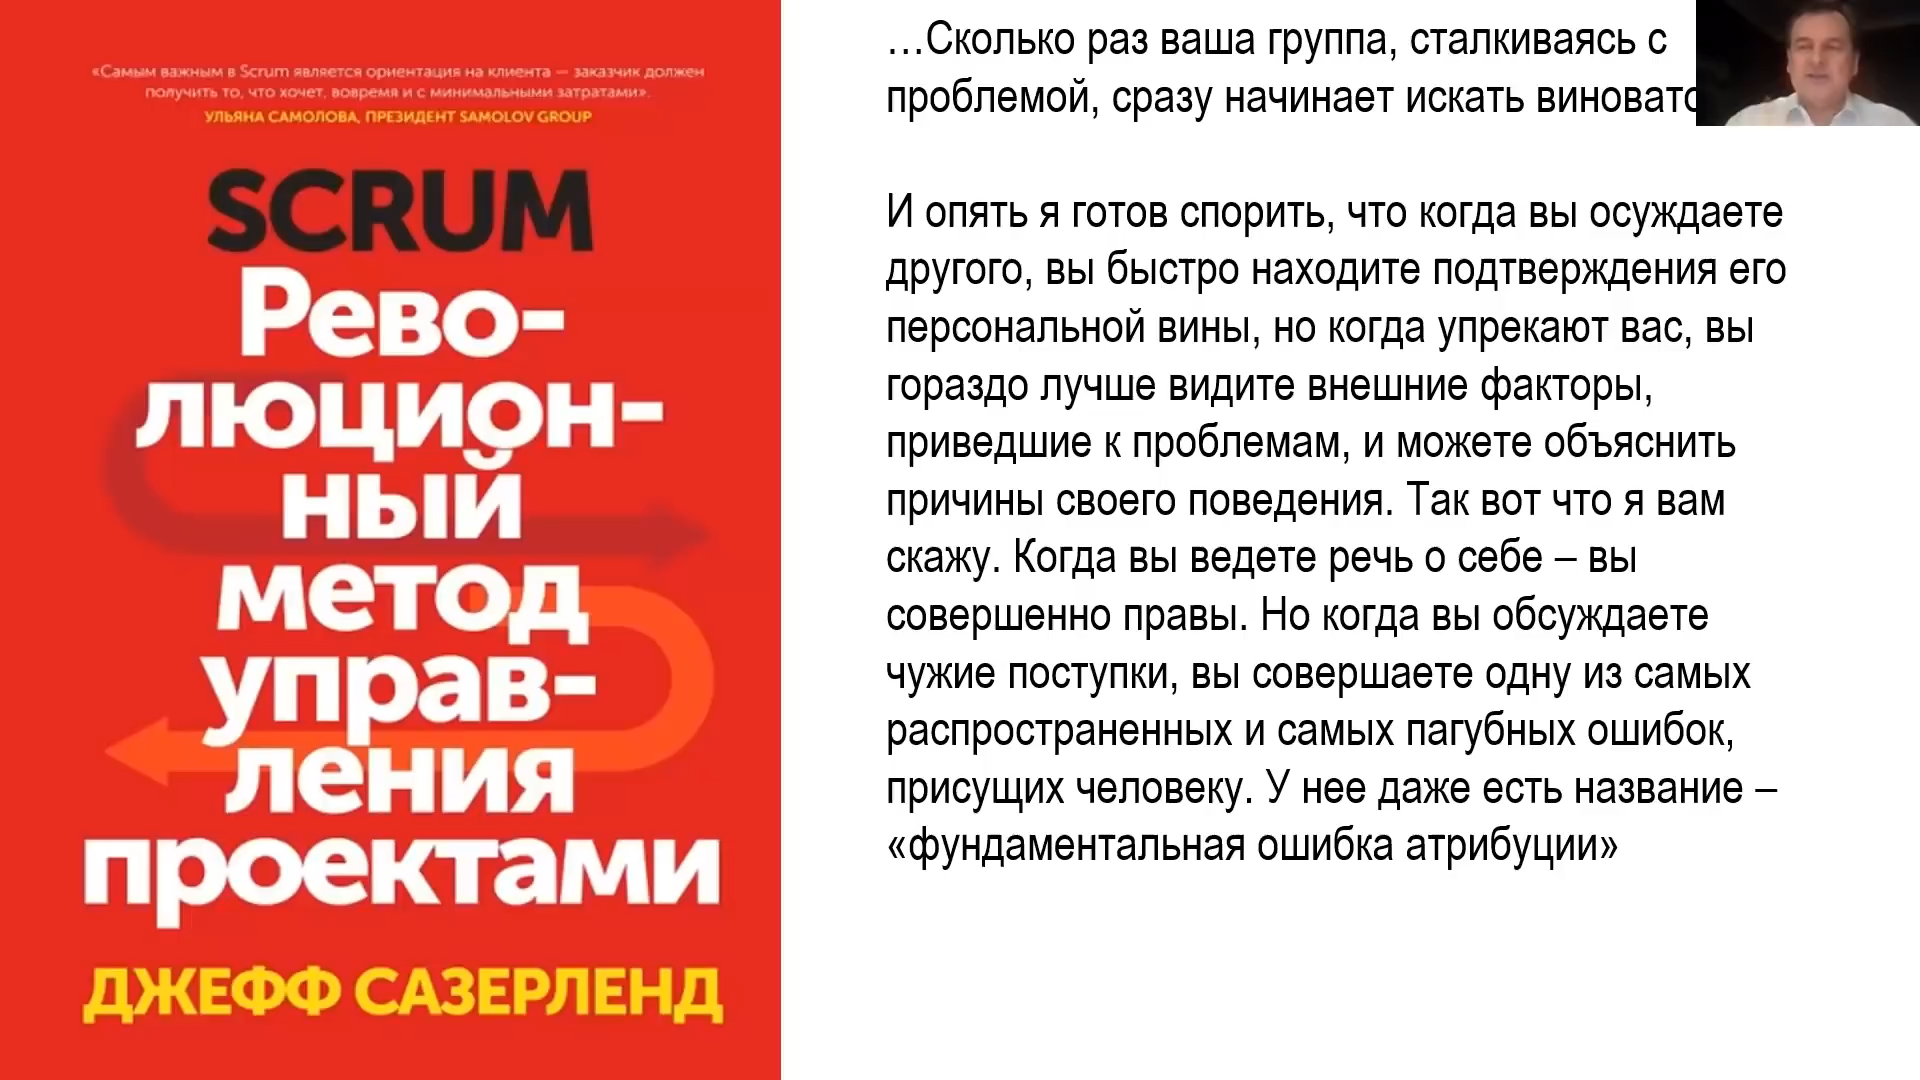 «Самым важным в Scrum является ориентация на клиента — заказчик должен
получить то, что хочет, вовремя и с минимальными затратами».
УЛЬЯНА САМОЛОВА, ПРЕЗИДЕНТ SAMOLOV GROUP
SCRUM
Рево-
люцион-
ный
метод
управ-
ления
проектами
ДЖЕФФ САЗЕРЛЕНД
…Сколько раз ваша группа, сталкиваясь с
проблемой, сразу начинает искать
И опять я готов спорить, что когда вы осуждаете
другого, вы быстро находите подтверждения его
персональной вины, но когда упрекают вас, вы
гораздо лучше видите внешние факторы,
приведшие к проблемам, и можете объяснить
причины своего поведения. Так вот что я вам
скажу. Когда вы ведете речь о себе – вы
совершенно правы. Но когда вы обсуждаете
чужие поступки, вы совершаете одну из самых
распространенных и самых пагубных ошибок,
присущих человеку. У нее даже есть название –
«фундаментальная ошибка атрибуции»